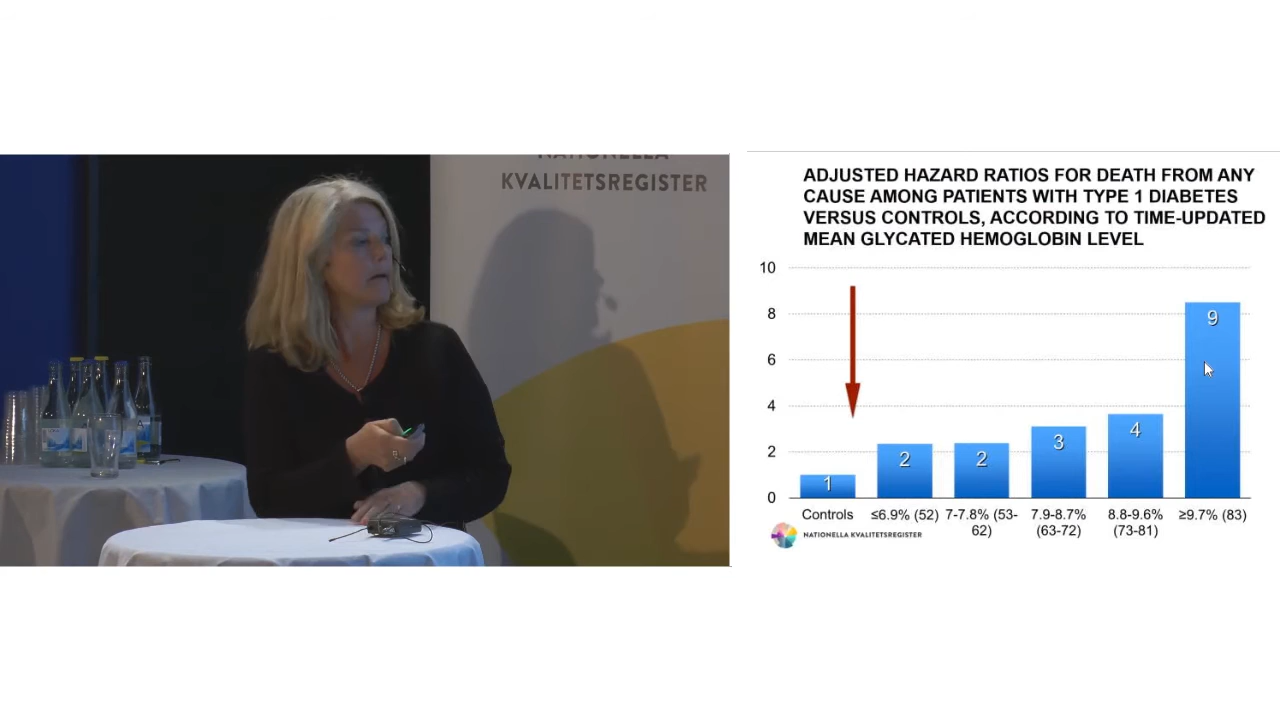 NATIONELLA
KVALITETSREGISTER
ADJUSTED HAZARD RATIOS FOR DEATH FROM ANY
CAUSE AMONG PATIENTS WITH TYPE 1 DIABETES
VERSUS CONTROLS, ACCORDING TO TIME-UPDATED
MEAN GLYCATED HEMOGLOBIN LEVEL
10
8
6
4
2
0
1
2
2
3
4
9
Controls
≤6.9% (52)
7-7.8% (53-
62)
7.9-8.7%
(63-72)
8.8-9.6%
(73-81)
≥9.7% (83)
NATIONELLA KVALITETSREGISTER